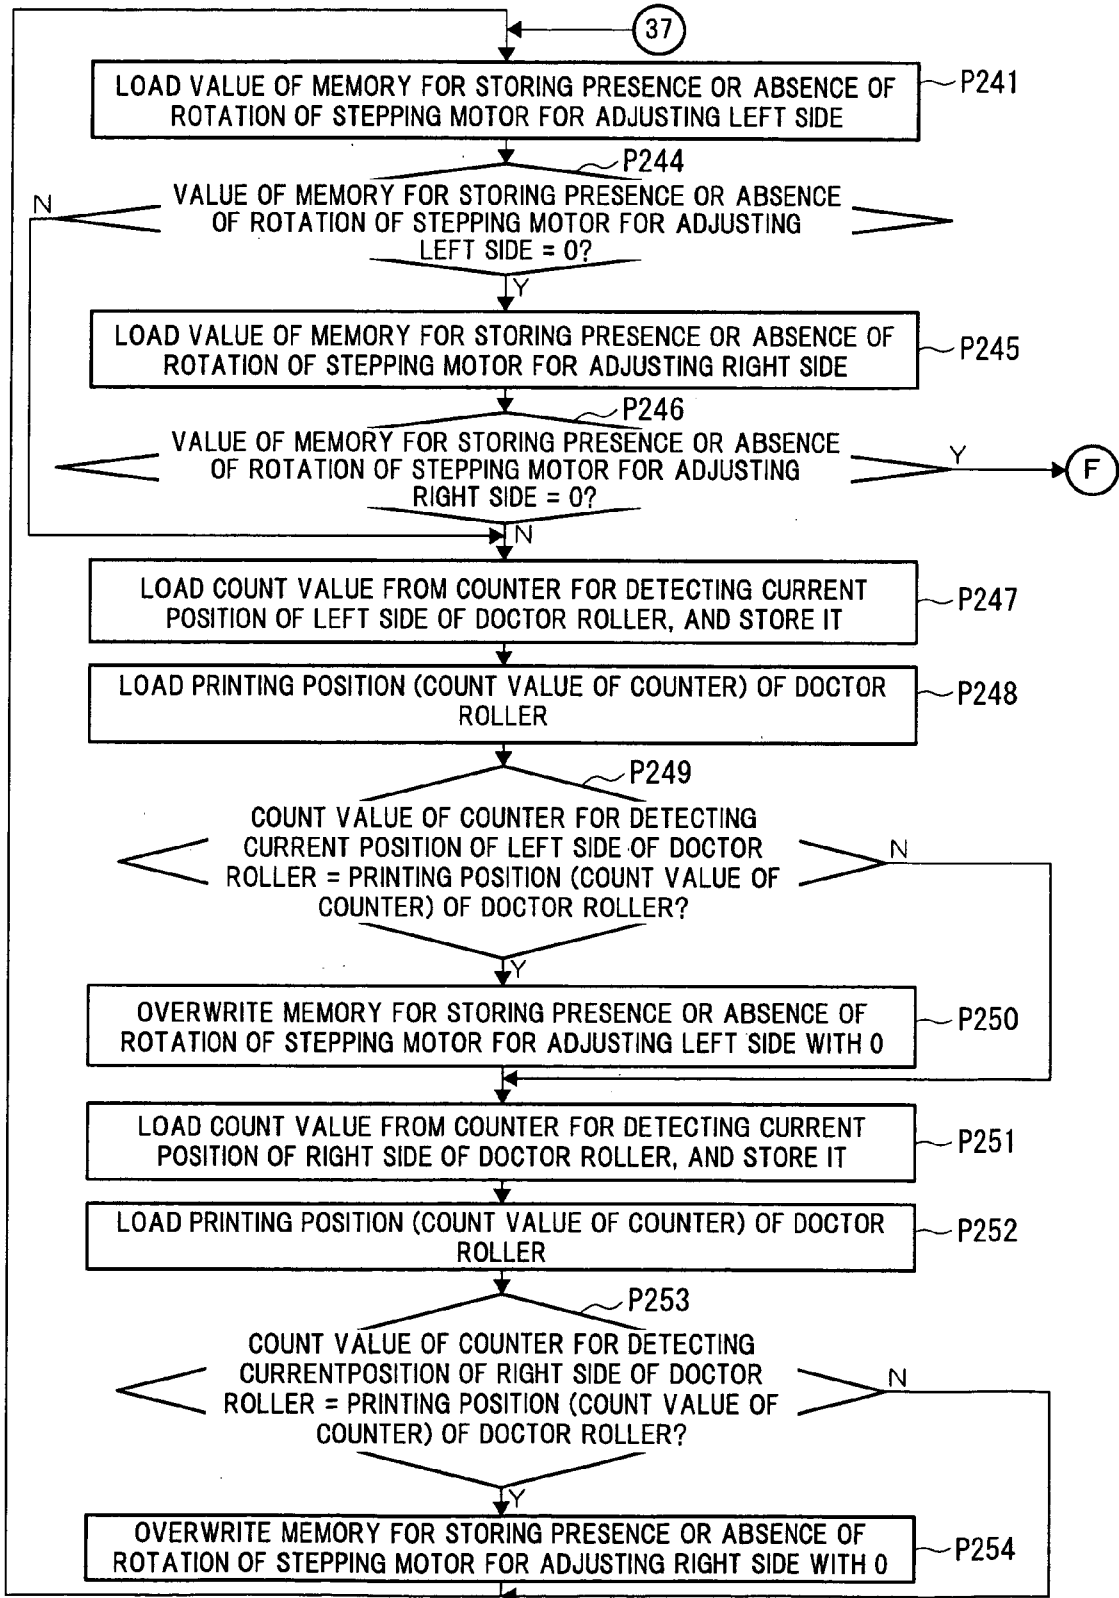 37
LOAD VALUE OF MEMORY FOR STORING PRESENCE OR ABSENCE OF
ROTATION OF STEPPING MOTOR FOR ADJUSTING LEFT SIDE
P241
P244
N
VALUE OF MEMORY FOR STORING PRESENCE OR ABSENCE
OF ROTATION OF STEPPING MOTOR FOR ADJUSTING
LEFT SIDE = 0?
Y
LOAD VALUE OF MEMORY FOR STORING PRESENCE OR ABSENCE OF
ROTATION OF STEPPING MOTOR FOR ADJUSTING RIGHT SIDE
P245
P246
VALUE OF MEMORY FOR STORING PRESENCE OR ABSENCE
OF ROTATION OF STEPPING MOTOR FOR ADJUSTING
RIGHT SIDE = 0?
Y
F
N
LOAD COUNT VALUE FROM COUNTER FOR DETECTING CURRENT
POSITION OF LEFT SIDE OF DOCTOR ROLLER, AND STORE IT
P247
LOAD PRINTING POSITION (COUNT VALUE OF COUNTER) OF DOCTOR
ROLLER
P248
P249
COUNT VALUE OF COUNTER FOR DETECTING
CURRENT POSITION OF LEFT SIDE OF DOCTOR
ROLLER = PRINTING POSITION (COUNT VALUE OF
COUNTER) OF DOCTOR ROLLER?
N
Y
OVERWRITE MEMORY FOR STORING PRESENCE OR ABSENCE OF
ROTATION OF STEPPING MOTOR FOR ADJUSTING LEFT SIDE WITH 0
P250
LOAD COUNT VALUE FROM COUNTER FOR DETECTING CURRENT
POSITION OF RIGHT SIDE OF DOCTOR ROLLER, AND STORE IT
P251
LOAD PRINTING POSITION (COUNT VALUE OF COUNTER) OF DOCTOR
ROLLER
P252
P253
COUNT VALUE OF COUNTER FOR DETECTING
CURRENTPOSITION OF RIGHT SIDE OF DOCTOR
ROLLER = PRINTING POSITION (COUNT VALUE OF
COUNTER) OF DOCTOR ROLLER?
N
Y
OVERWRITE MEMORY FOR STORING PRESENCE OR ABSENCE OF
ROTATION OF STEPPING MOTOR FOR ADJUSTING RIGHT SIDE WITH 0
P254